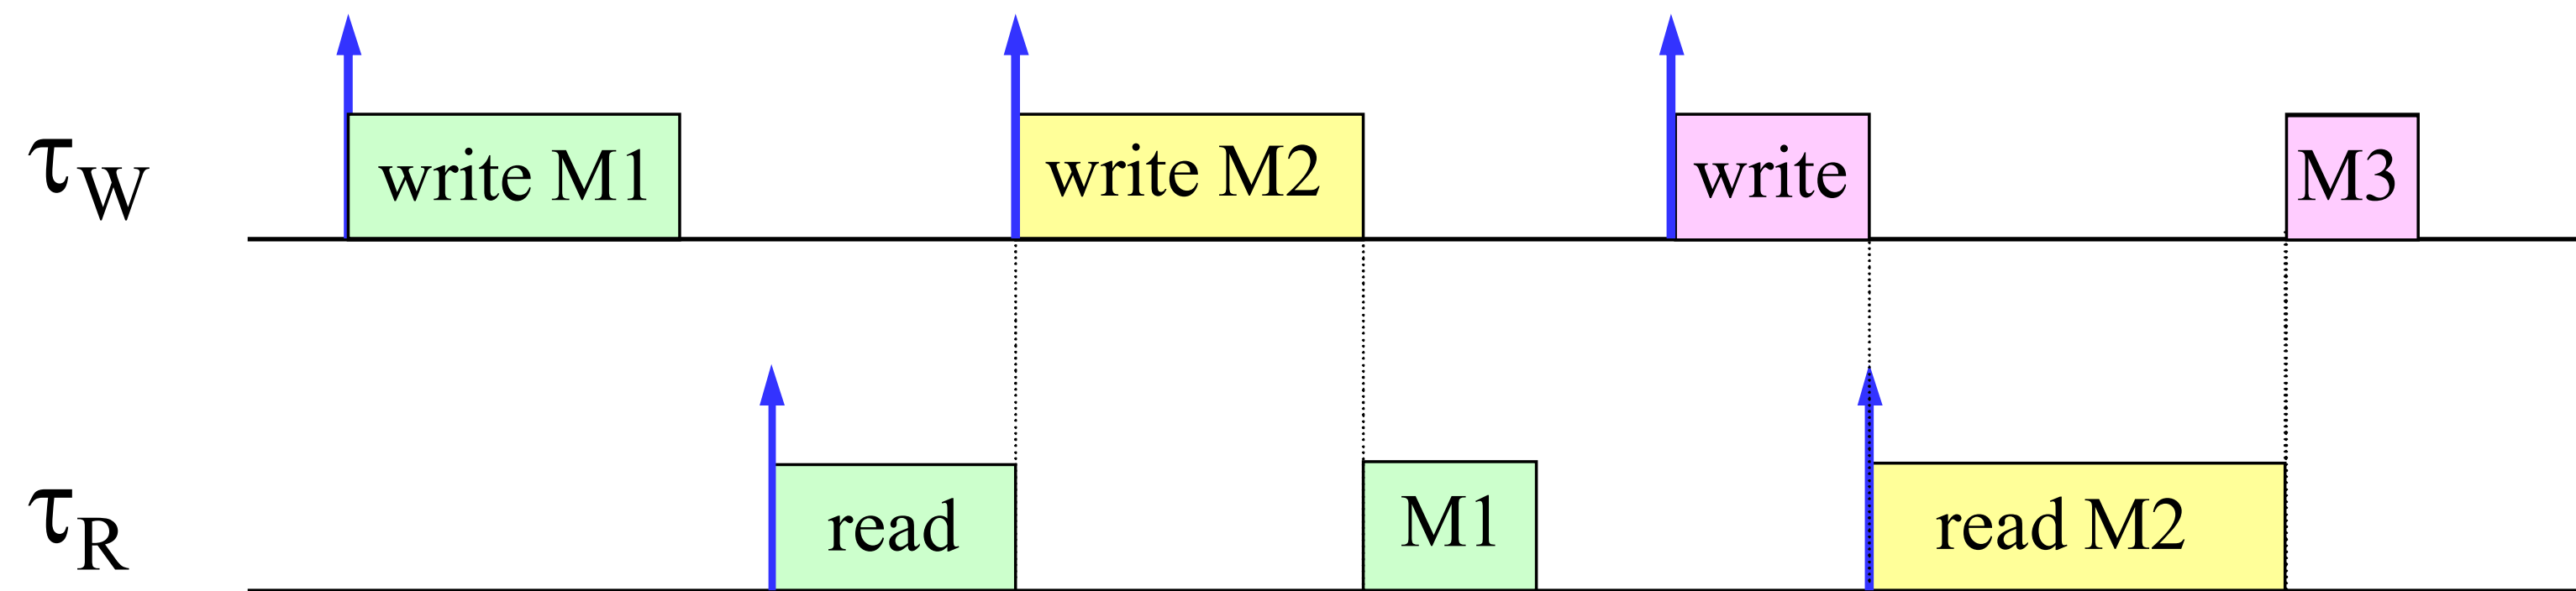 τW write M1 write M2 write M3
τR read M1 read M2